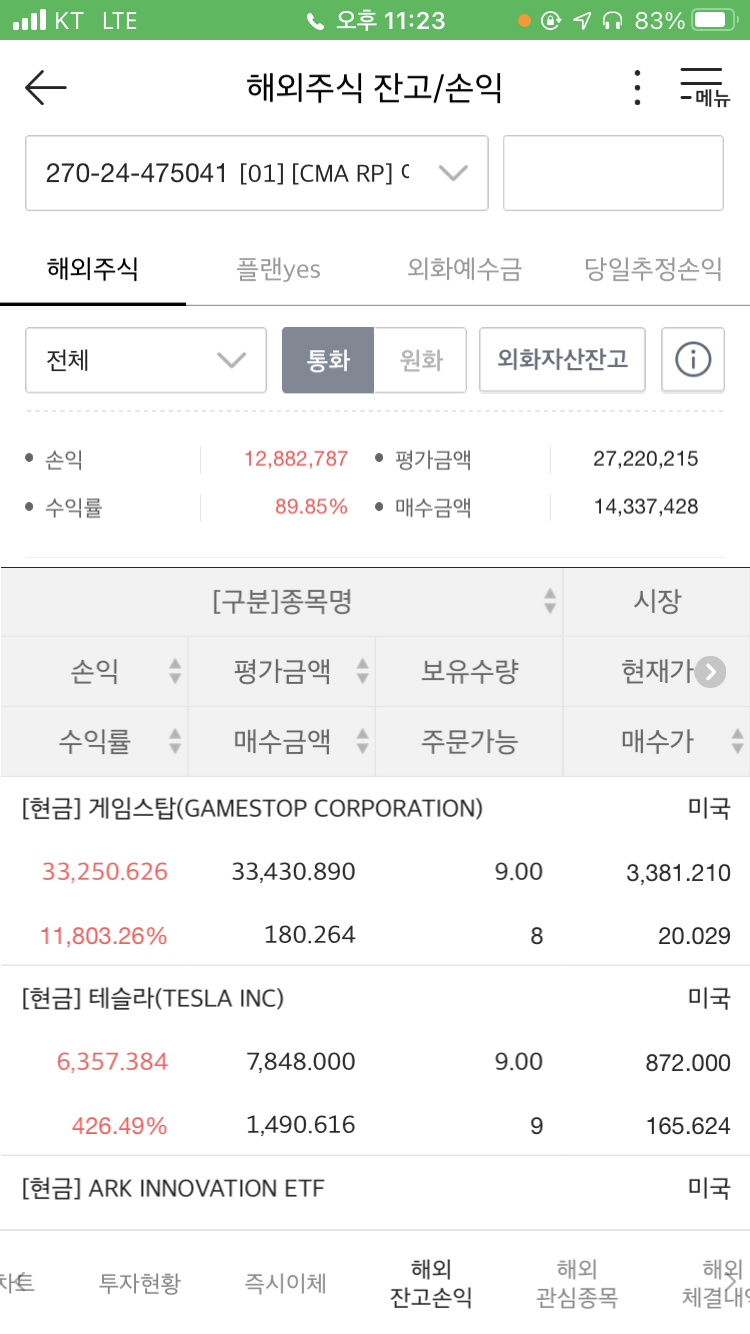 KT LTE 오후 11:23 83%
해외주식 잔고/손익
메뉴
270-24-475041 [01] [CMA RP]
해외주식 플랜yes 외화예수금 당일추정손익
전체 통화 원화 외화자산잔고
• 손익 12,882,787 • 평가금액 27,220,215
• 수익률 89.85% • 매수금액 14,337,428
[구분]종목명 시장
손익 평가금액 보유수량 현재가
수익률 매수금액 주문가능 매수가
[현금] 게임스탑(GAMESTOP CORPORATION) 미국
33,250.626 33,430.890 9.00 3,381.210
11,803.26% 180.264 8 20.029
[현금] 테슬라(TESLA INC) 미국
6,357.384 7,848.000 9.00 872.000
426.49% 1,490.616 9 165.624
[현금] ARK INNOVATION ETF 미국
투자현황 즉시이체 해외 잔고손익 해외 관심종목 해외